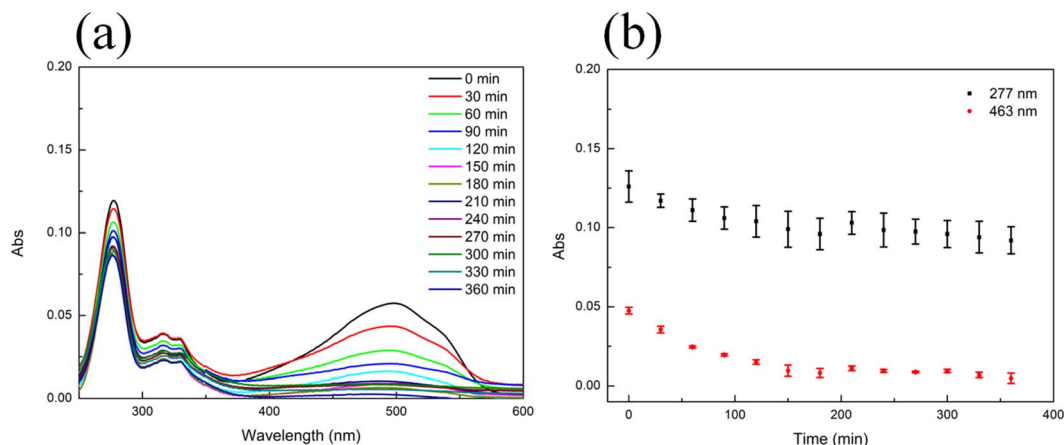 (a)
0.20
0.15
0.10
0.05
0.00
Abs
300
400
500
600
Wavelength (nm)
0 min
30 min
60 min
90 min
120 min
150 min
180 min
210 min
240 min
270 min
300 min
330 min
360 min
(b)
0.20
0.15
0.10
0.05
0.00
Abs
0
100
200
300
400
Time (min)
277 nm
463 nm